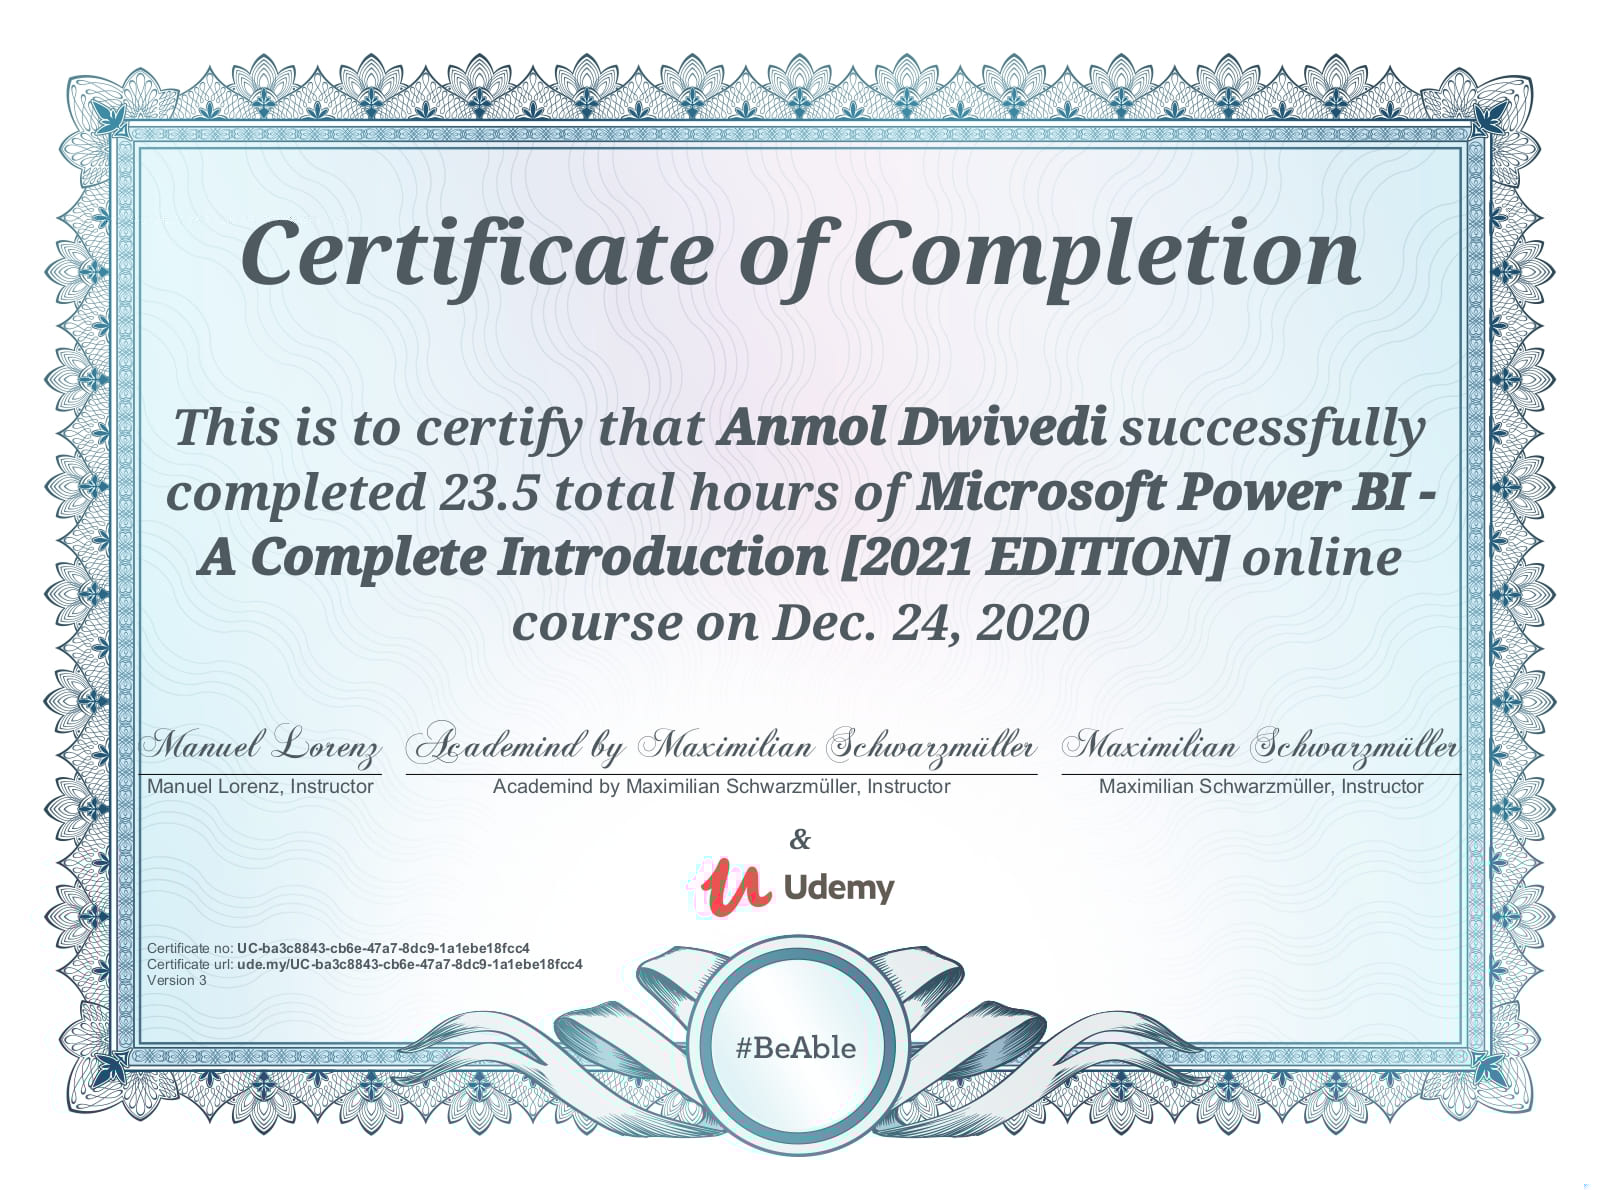 Certificate of Completion
This is to certify that Anmol Dwivedi successfully
completed 23.5 total hours of Microsoft Power BI -
A Complete Introduction [2021 EDITION] online
course on Dec. 24, 2020
Manuel Lorenz Academind by Maximilian Schwarzmüller Maximilian Schwarzmüller
Manuel Lorenz, Instructor Academind by Maximilian Schwarzmüller, Instructor Maximilian Schwarzmüller, Instructor
&
Udemy
Certificate no: UC-ba3c8843-cb6e-47a7-8dc9-1a1ebe18fcc4
Certificate url: ude.my/UC-ba3c8843-cb6e-47a7-8dc9-1a1ebe18fcc4
Version 3
#BeAble